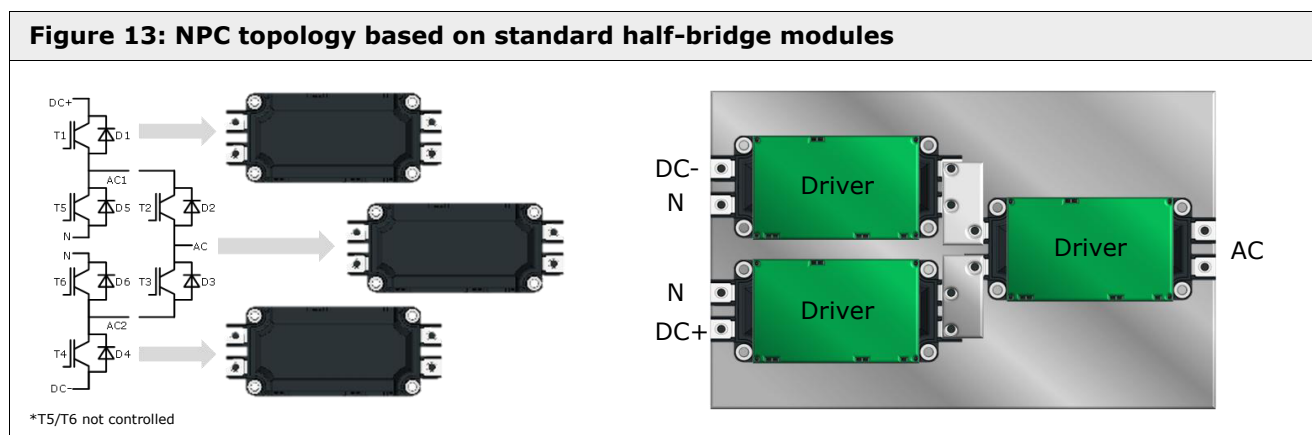 Figure 13: NPC topology based on standard half-bridge modules
DC+
T1
D1
AC1
T5
D5
T2
D2
N
AC
N
T6
D6
T3
D3
AC2
T4
D4
DC-
*T5/T6 not controlled
DC-
N
Driver
Driver
AC
N
DC+
Driver